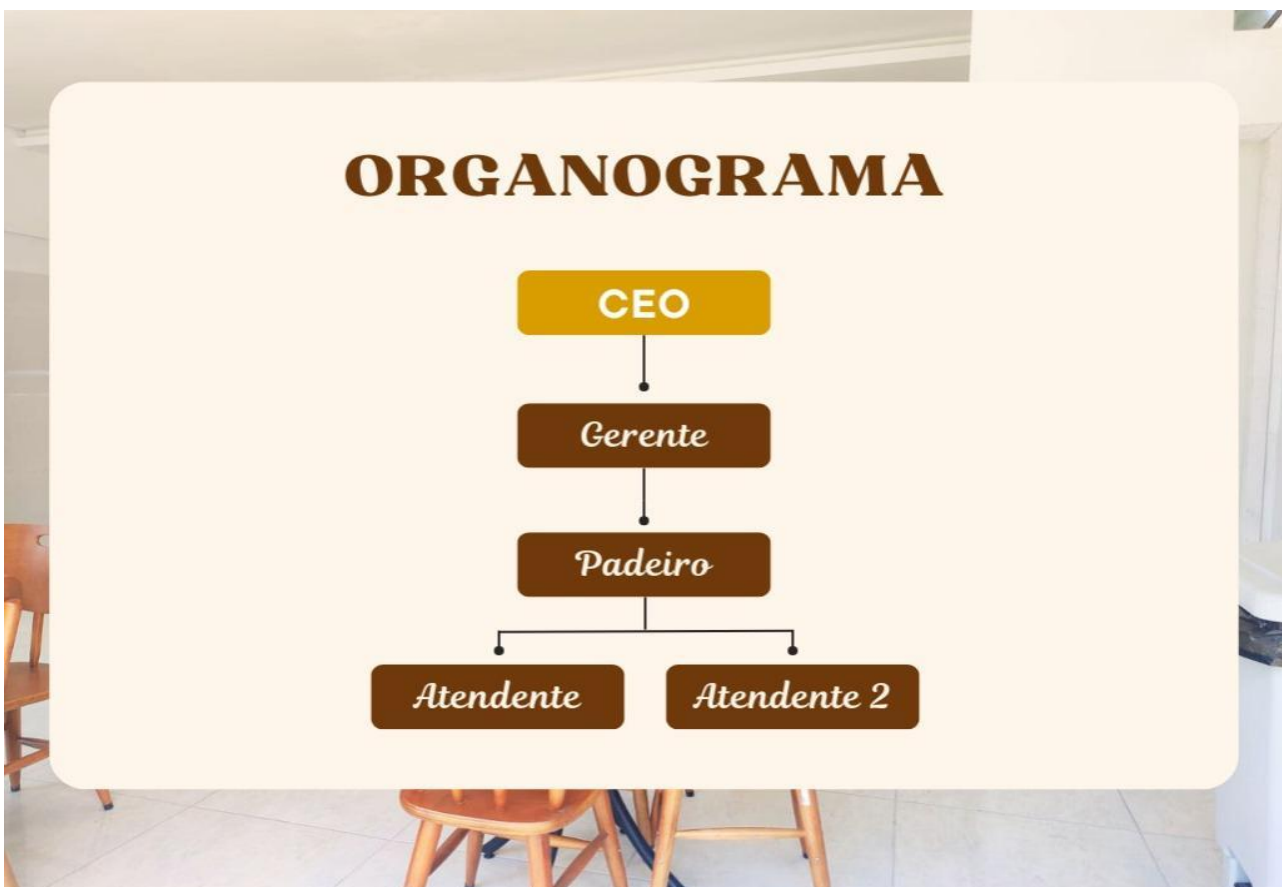 ORGANOGRAMA
CEO
Gerente
Padeiro
Atendente
Atendente 2